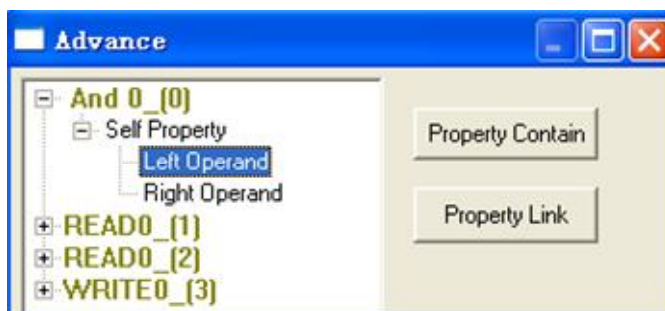 Advance
And 0_(0)
Self Property
Left Operand
Right Operand
READ0_(1)
READ0_(2)
WRITE0_(3)
Property Contain
Property Link